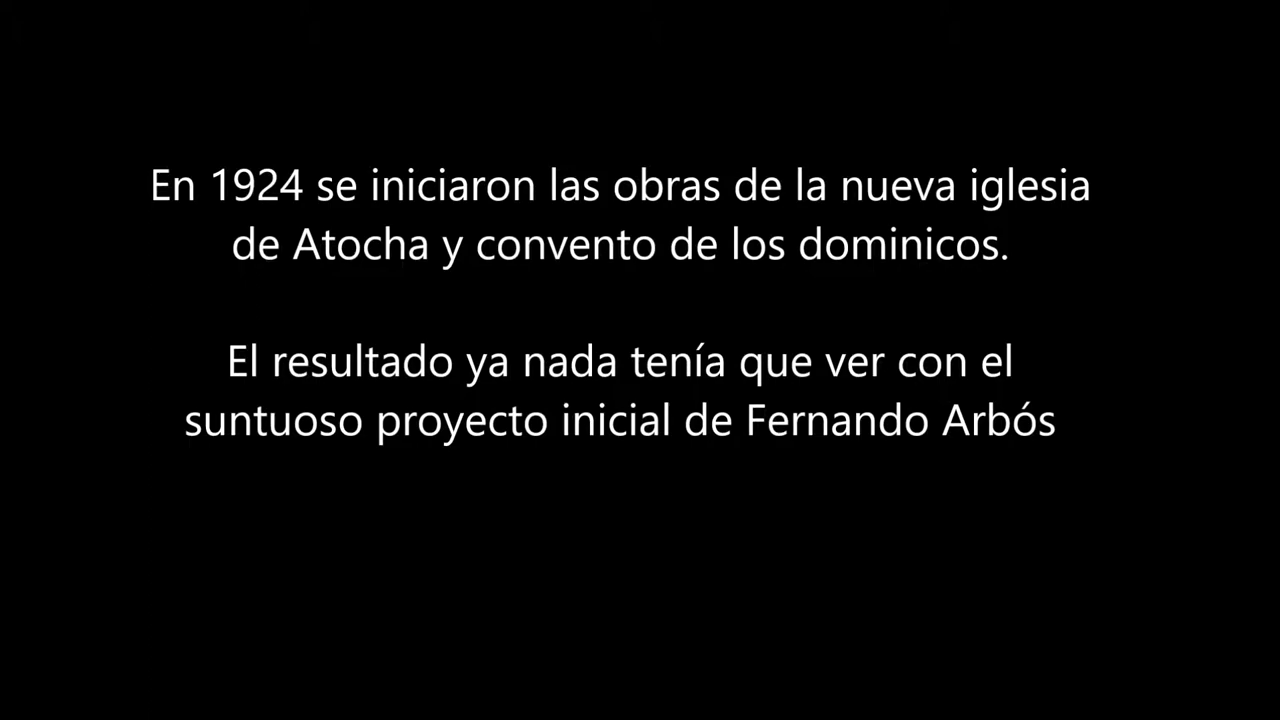 En 1924 se iniciaron las obras de la nueva iglesia
de Atocha y convento de los dominicos.
El resultado ya nada tenía que ver con el
suntuoso proyecto inicial de Fernando Arbós